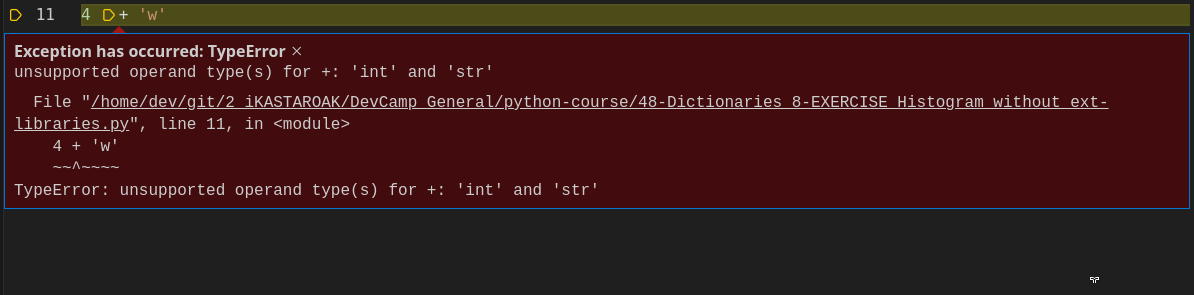 11 4 + 'w'
Exception has occurred: TypeError ×
unsupported operand type(s) for +: 'int' and 'str'
File "/home/dev/git/2_iKASTAROAK/DevCamp_General/python-course/48-Dictionaries_8-EXERCISE_Histogram_without_ext-
libraries.py", line 11, in <module>
4 + 'w'
~~^~~~~
TypeError: unsupported operand type(s) for +: 'int' and 'str'